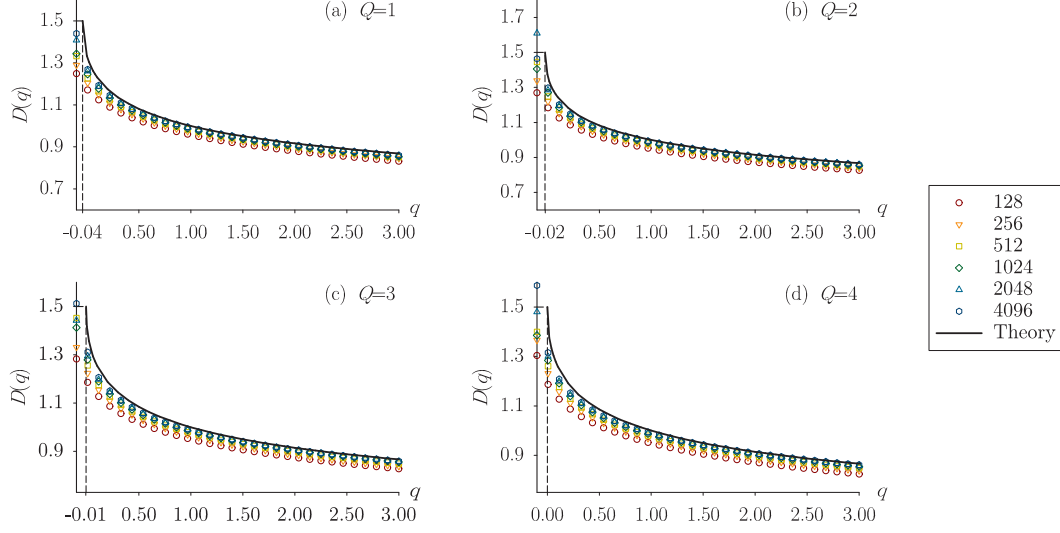 (a) Q=1
D(q)
1.5
1.3
1.1
0.9
0.7
-0.04 0.50 1.00 1.50 2.00 2.50 3.00
q
(b) Q=2
D(q)
1.7
1.5
1.3
1.1
0.9
0.7
-0.02 0.50 1.00 1.50 2.00 2.50 3.00
q
(c) Q=3
D(q)
1.5
1.3
1.1
0.9
-0.01 0.50 1.00 1.50 2.00 2.50 3.00
q
(d) Q=4
D(q)
1.5
1.3
1.1
0.9
0.00 0.50 1.00 1.50 2.00 2.50 3.00
q
128
256
512
1024
2048
4096
Theory